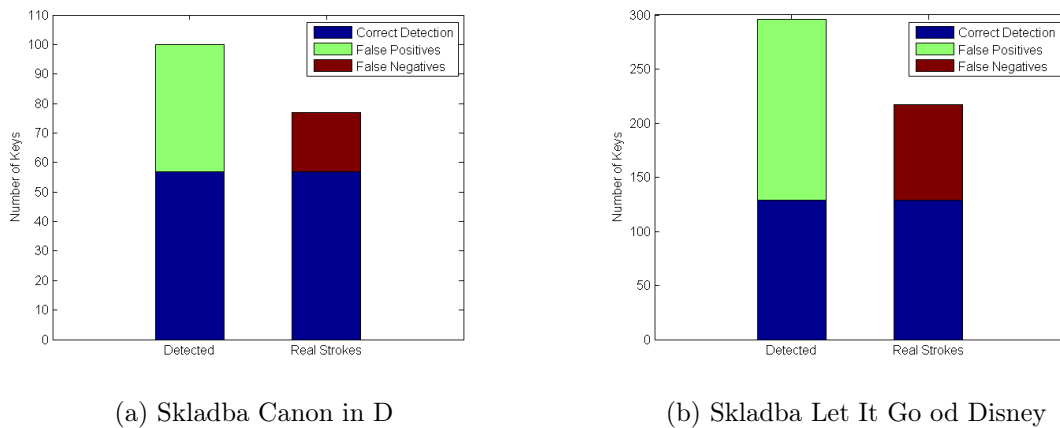 110
100
90
80
70
60
50
40
30
20
10
0
Number of Keys
Correct Detection
False Positives
False Negatives
Detected
Real Strokes
(a) Skladba Canon in D
300
250
200
150
100
50
0
Number of Keys
Correct Detection
False Positives
False Negatives
Detected
Real Strokes
(b) Skladba Let It Go od Disney